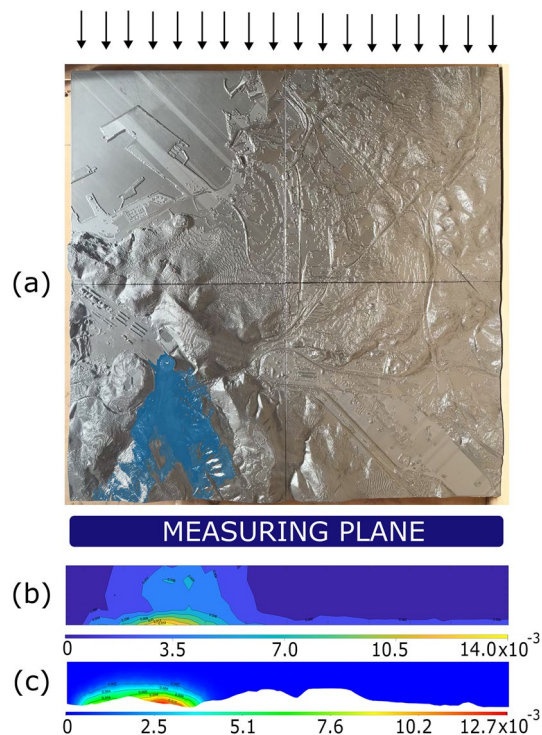 (a)
MEASURING PLANE
(b)
0 3.5 7.0 10.5 14.0x10⁻³
(c)
0 2.5 5.1 7.6 10.2 12.7x10⁻³